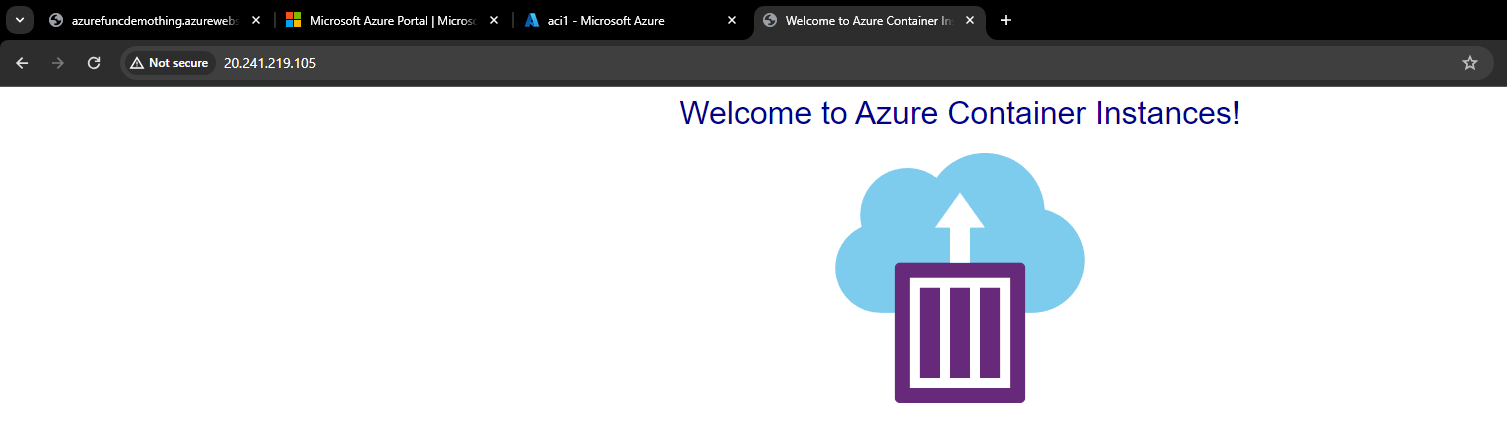 azurefuncdemothing.azurewebs
Microsoft Azure Portal | Microsc
aci1 - Microsoft Azure
Welcome to Azure Container In
Not secure
20.241.219.105
Welcome to Azure Container Instances!